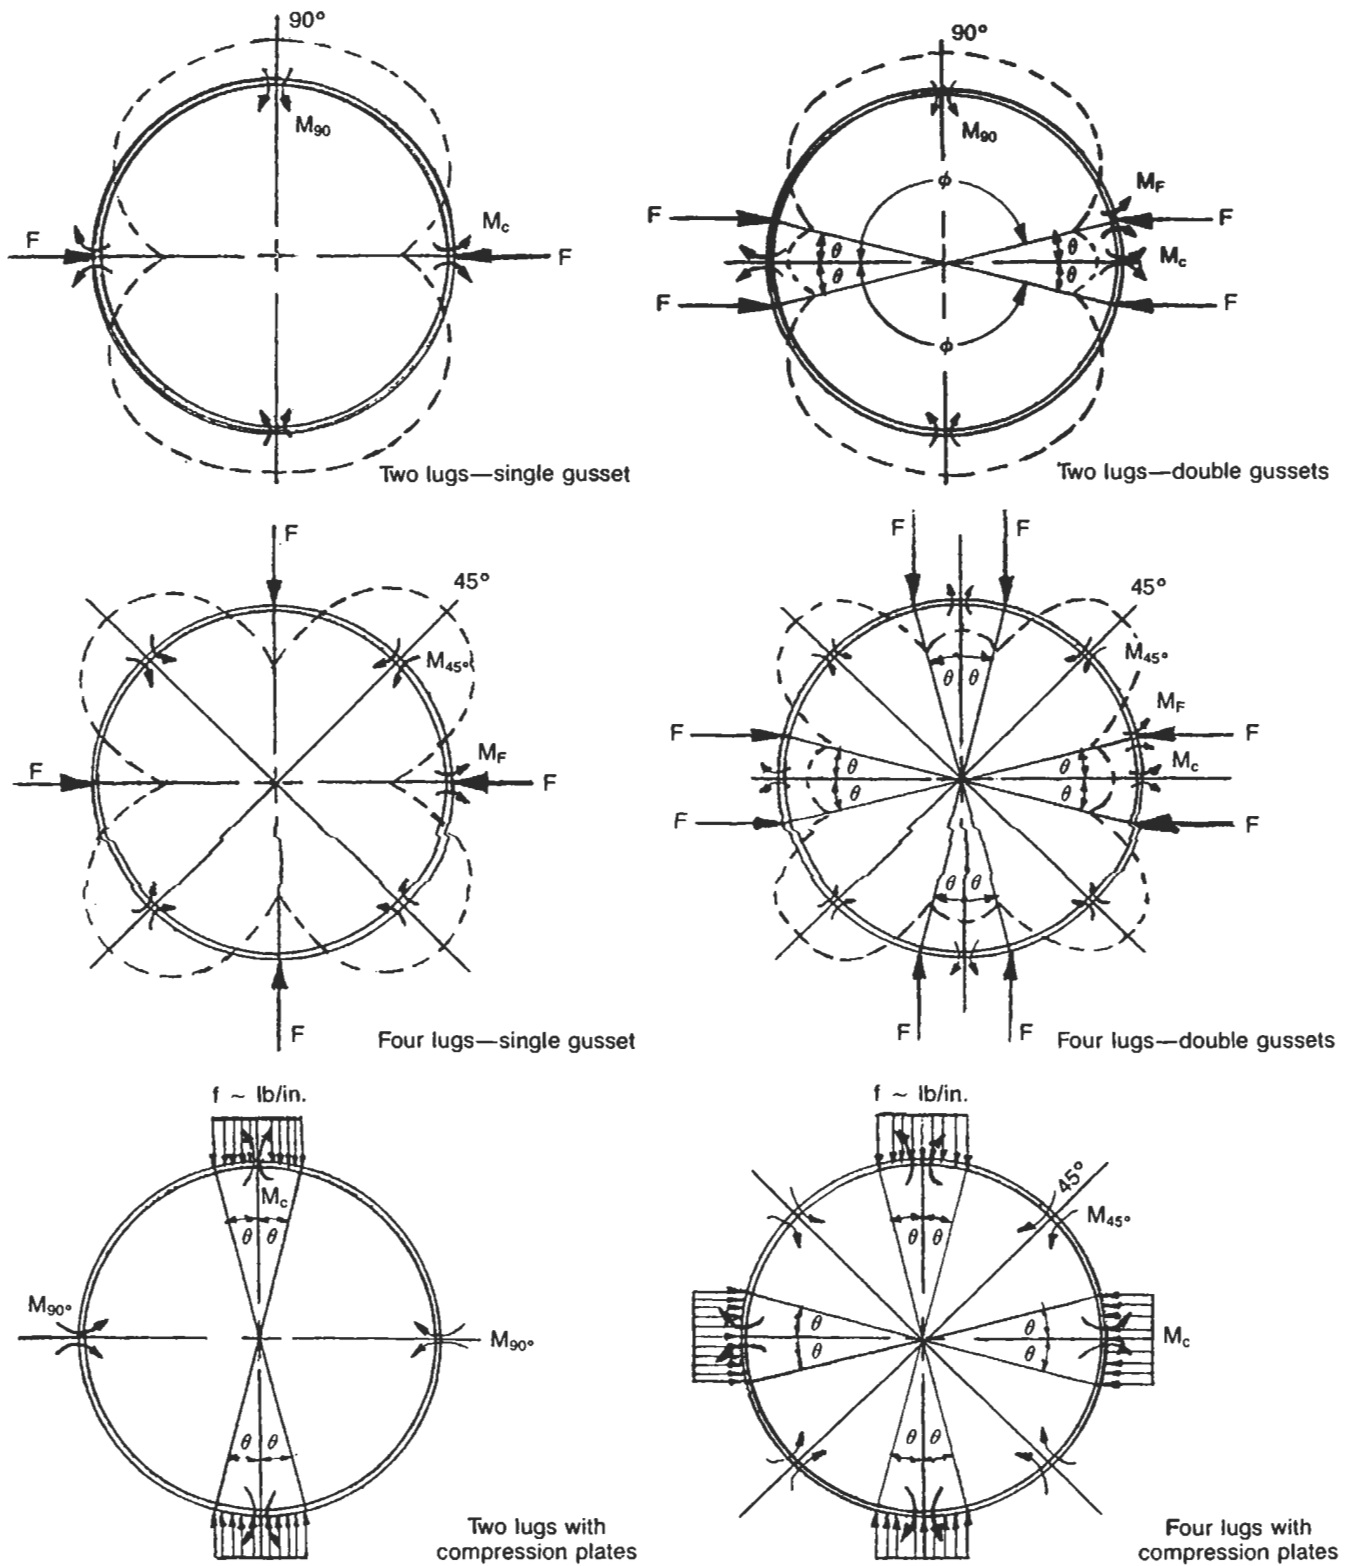 90°
M90
F
Mc
F
Two lugs—single gusset
90°
M90
ϕ
MF
F
F
θ
θ
θ
θ
Mc
F
F
ϕ
Two lugs—double gussets
F
45°
M45°
F
MF
F
F
Four lugs—single gusset
F
F
45°
M45°
θ
θ
MF
F
F
θ
θ
Mc
θ
θ
F
F
θ
θ
F
F
Four lugs—double gussets
f ~ lb/in.
Mc
θ
θ
M90°
M90°
θ
θ
Two lugs with
compression plates
f ~ lb/in.
45°
M45°
θ
θ
θ
θ
Mc
θ
θ
θ
θ
Four lugs with
compression plates